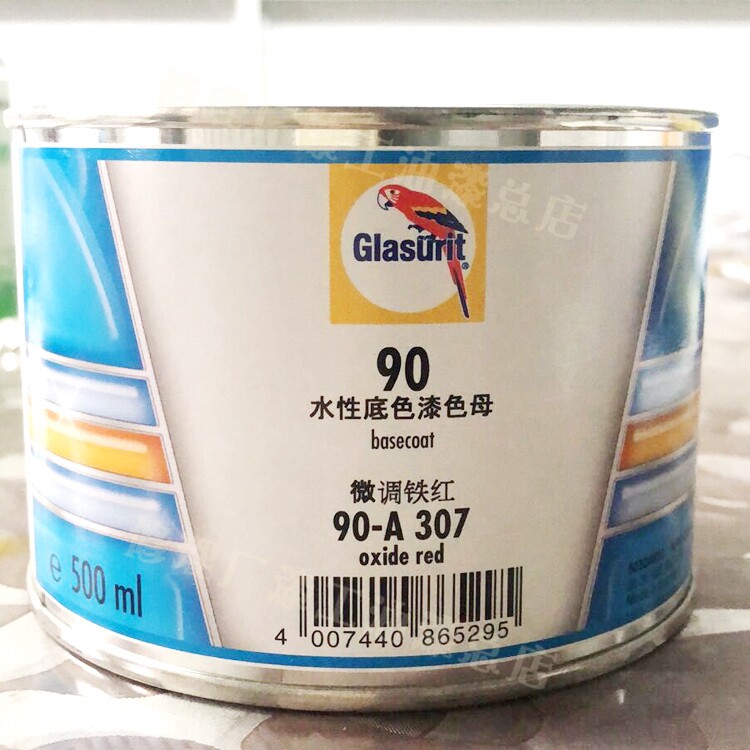 Glasurit®
90
水性底色漆色母
basecoat
微调铁红
90-A 307
oxide red
e 500 ml
4 007440 865295